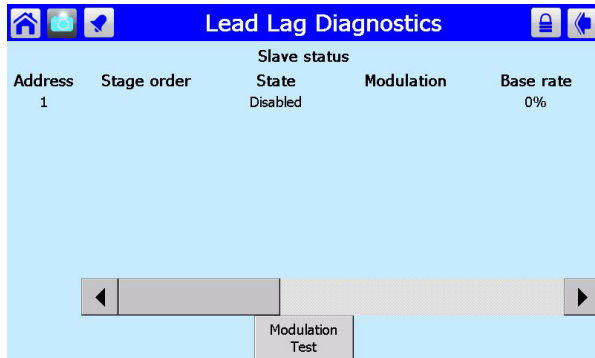 Lead Lag Diagnostics
Slave status
Address Stage order State Modulation Base rate
1 Disabled 0%
Modulation
Test